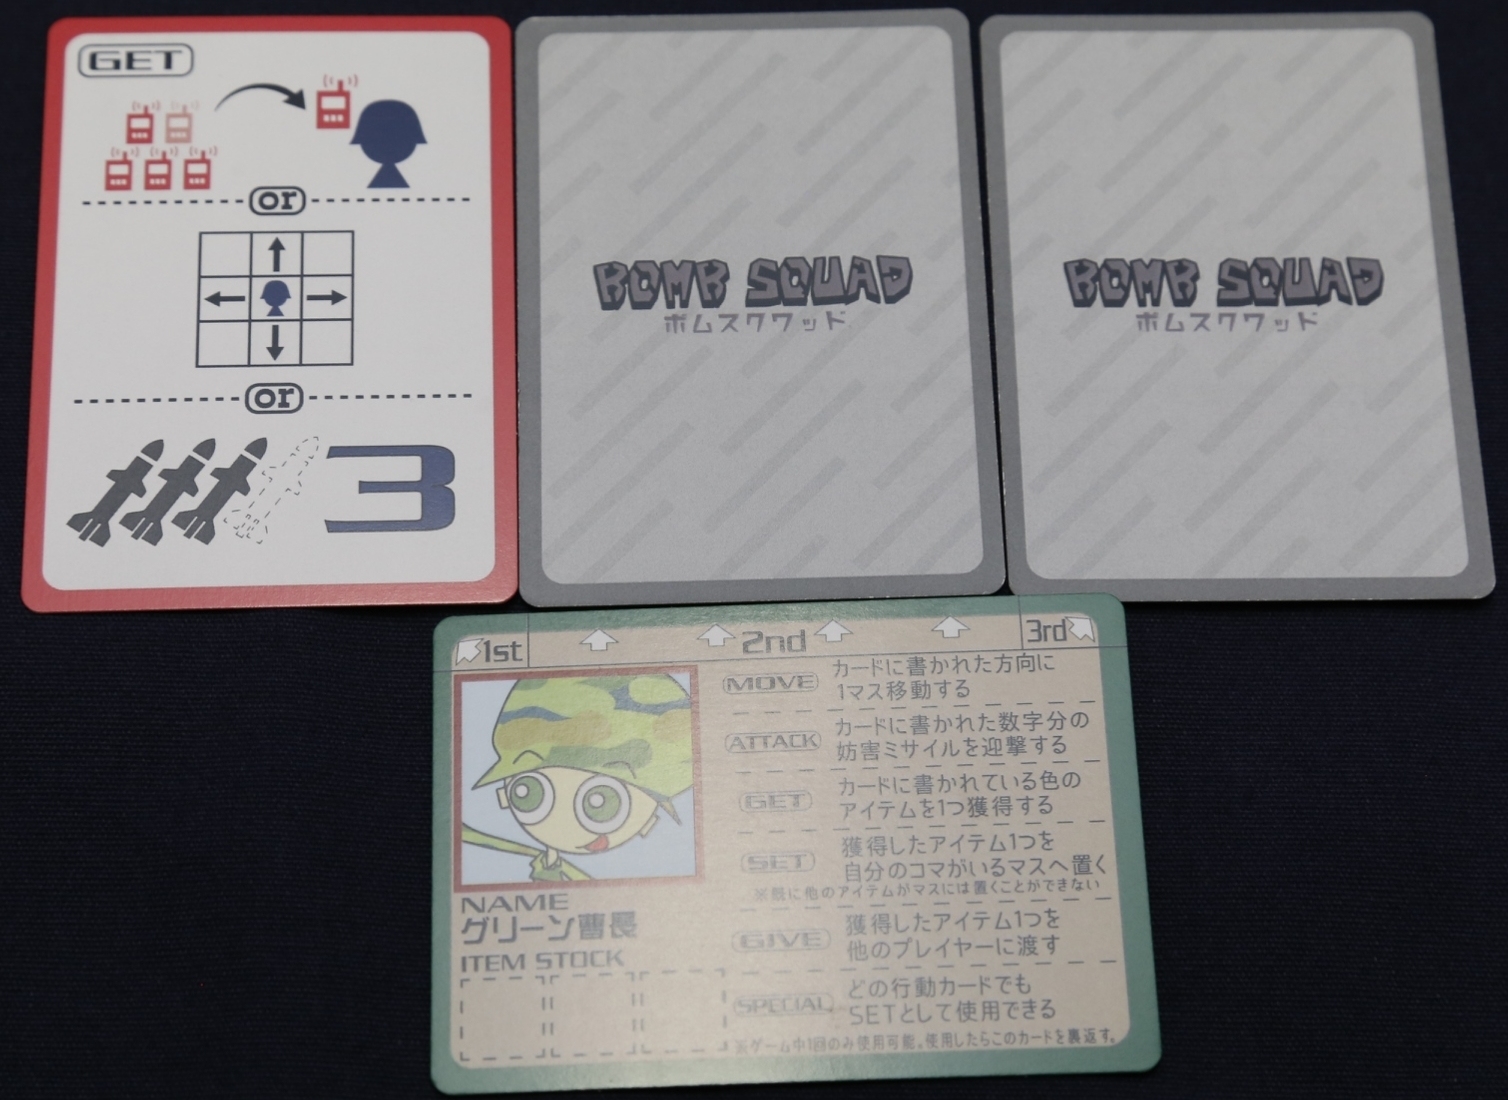 GET
or
or
3
BOMB SQUAD
ボムスクワッド
BOMB SQUAD
ボムスクワッド
1st
2nd
3rd
MOVE
カードに書かれた方向に
1マス移動する
ATTACK
カードに書かれた数字分の
妨害ミサイルを迎撃する
GET
カードに書かれている色の
アイテムを1つ獲得する
SET
獲得したアイテム1つを
自分のコマがいるマスへ置く
※既に他のアイテムがマスには置くことができない
GIVE
獲得したアイテム1つを
他のプレイヤーに渡す
SPECIAL
どの行動カードでも
SETとして使用できる
※ゲーム中1回のみ使用可能。使用したらこのカードを裏返す。
NAME
グリーン曹長
ITEM STOCK